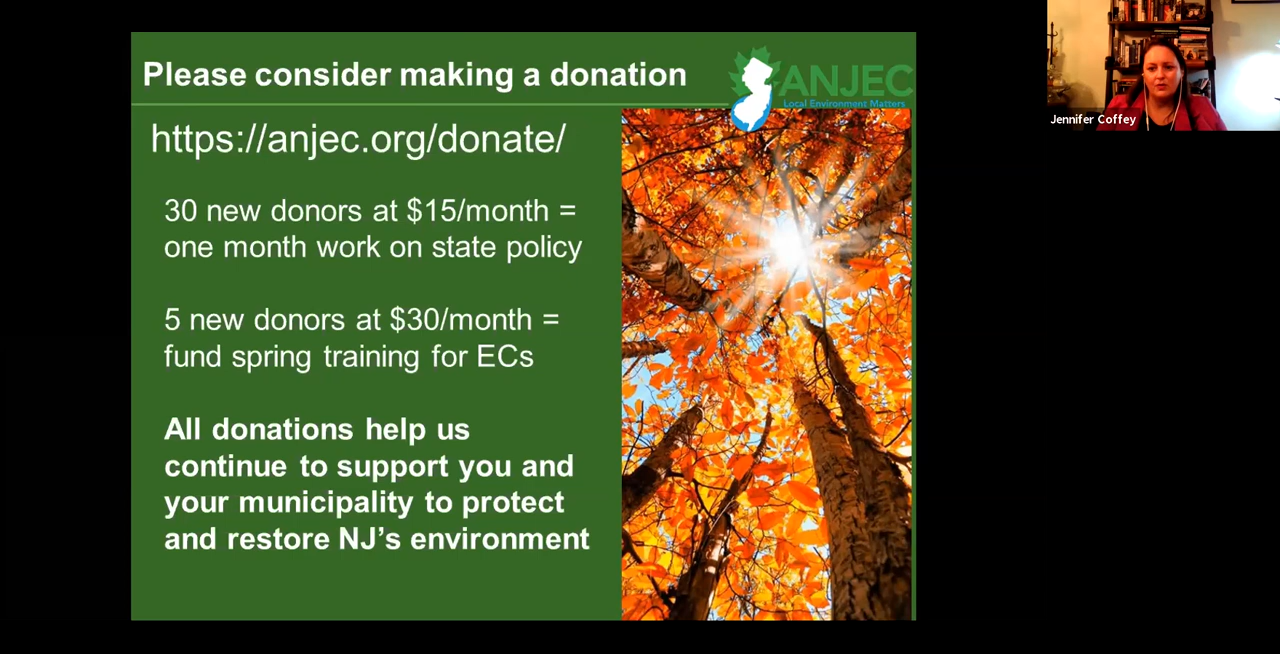 Please consider making a donation
ANJEC
Local Environment Matters
https://anjec.org/donate/
30 new donors at $15/month =
one month work on state policy
5 new donors at $30/month =
fund spring training for ECs
All donations help us
continue to support you and
your municipality to protect
and restore NJ’s environment
Jennifer Coffey